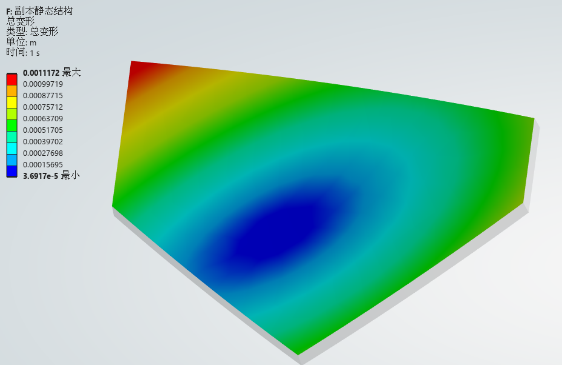 F: 副本静态结构
总变形
类型: 总变形
单位: m
时间: 1 s
0.0011172 最大
0.00099719
0.00087715
0.00075712
0.00063709
0.00051705
0.00039702
0.00027698
0.00015695
3.6917e-5 最小